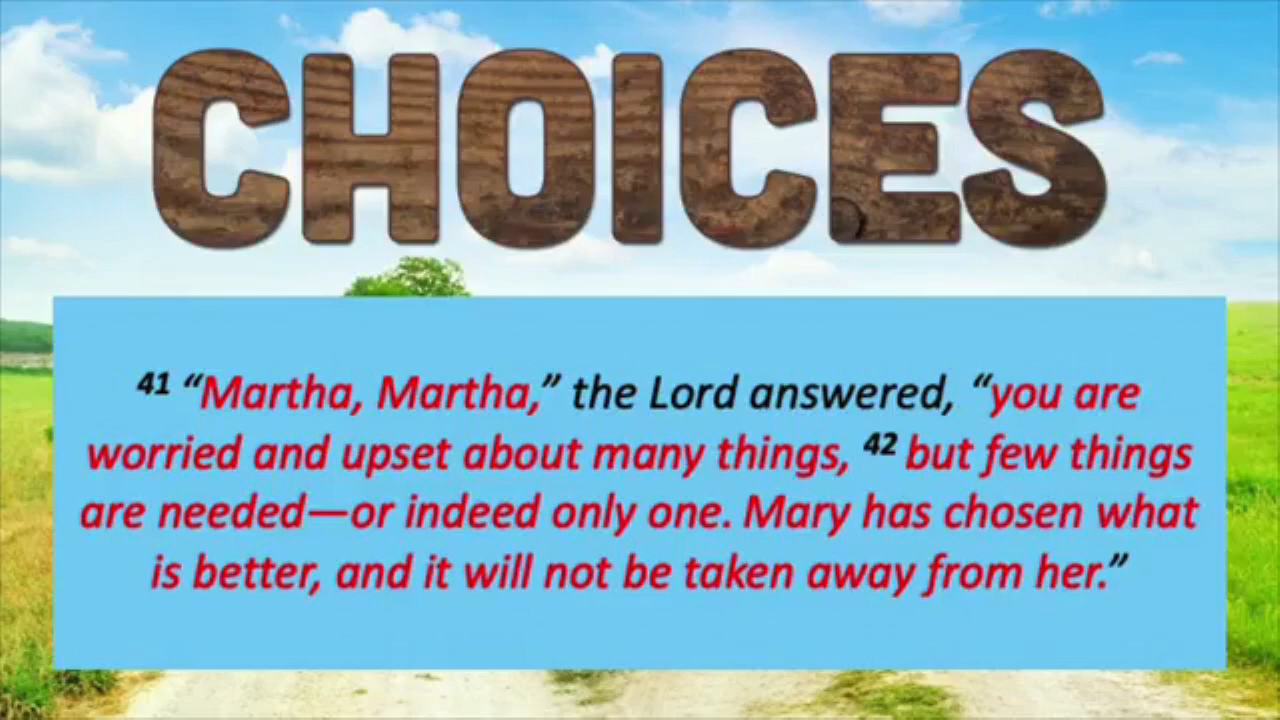 CHOICES
41 “Martha, Martha,” the Lord answered, “you are
worried and upset about many things, 42 but few things
are needed—or indeed only one. Mary has chosen what
is better, and it will not be taken away from her.”